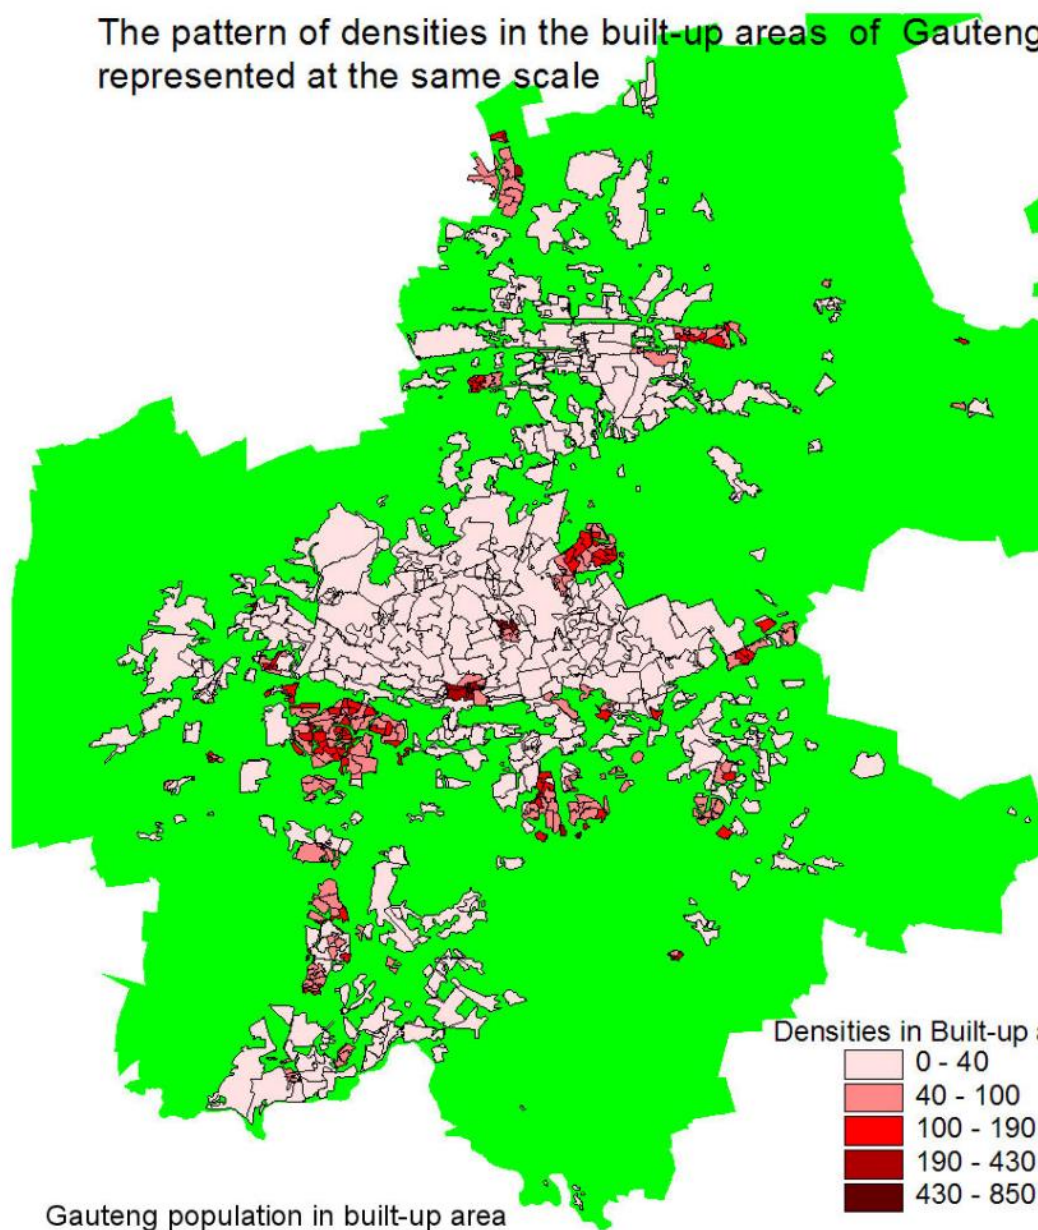 The pattern of densities in the built-up areas of Gauteng
represented at the same scale
Densities in Built-up a
0 - 40
40 - 100
100 - 190
190 - 430
430 - 850
Gauteng population in built-up area